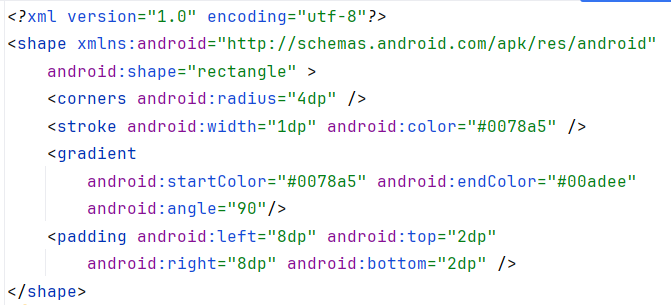 <?xml version="1.0" encoding="utf-8"?>
<shape xmlns:android="http://schemas.android.com/apk/res/android"
    android:shape="rectangle" >
    <corners android:radius="4dp" />
    <stroke android:width="1dp" android:color="#0078a5" />
    <gradient
        android:startColor="#0078a5" android:endColor="#00adee"
        android:angle="90"/>
    <padding android:left="8dp" android:top="2dp"
        android:right="8dp" android:bottom="2dp" />
</shape>